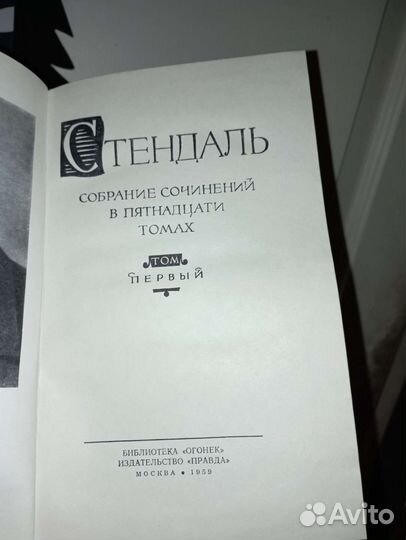 СТЕНДАЛЬ
СОБРАНИЕ СОЧИНЕНИЙ
В ПЯТНАДЦАТИ
ТОМАХ
ТОМ
ПЕРВЫЙ
БИБЛИОТЕКА «ОГОНЕК»
ИЗДАТЕЛЬСТВО «ПРАВДА»
МОСКВА • 1959
Avito